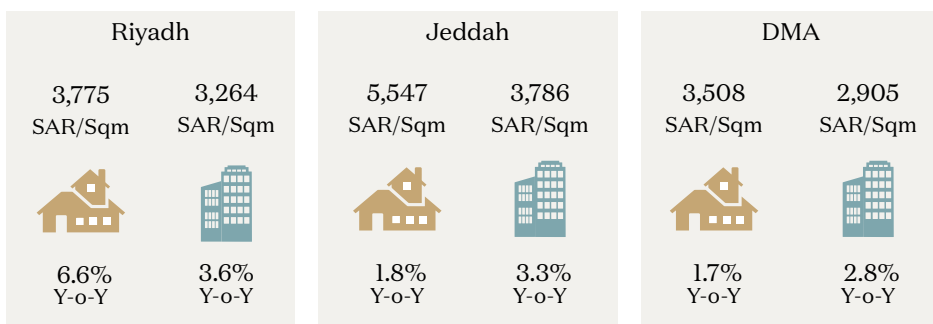 Riyadh
3,775
SAR/Sqm
3,264
SAR/Sqm
6.6%
Y-o-Y
3.6%
Y-o-Y
Jeddah
5,547
SAR/Sqm
3,786
SAR/Sqm
1.8%
Y-o-Y
3.3%
Y-o-Y
DMA
3,508
SAR/Sqm
2,905
SAR/Sqm
1.7%
Y-o-Y
2.8%
Y-o-Y